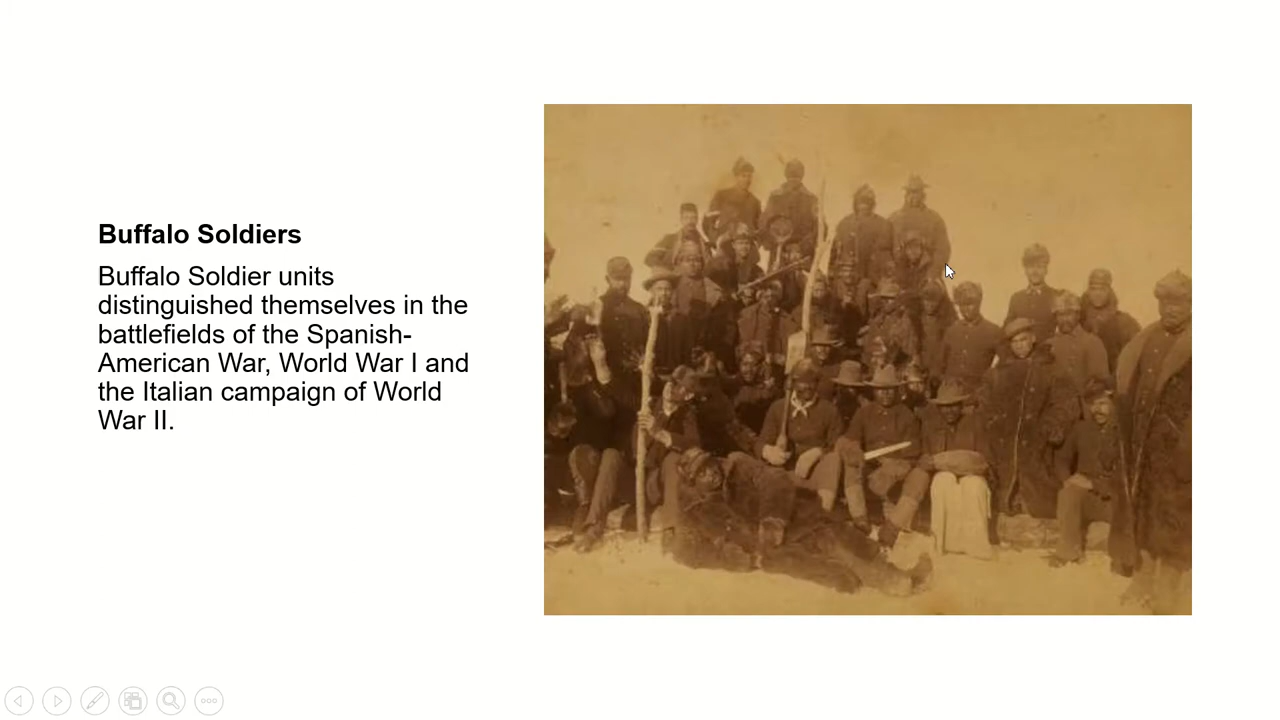 Buffalo Soldiers
Buffalo Soldier units
distinguished themselves in the
battlefields of the Spanish-
American War, World War I and
the Italian campaign of World
War II.